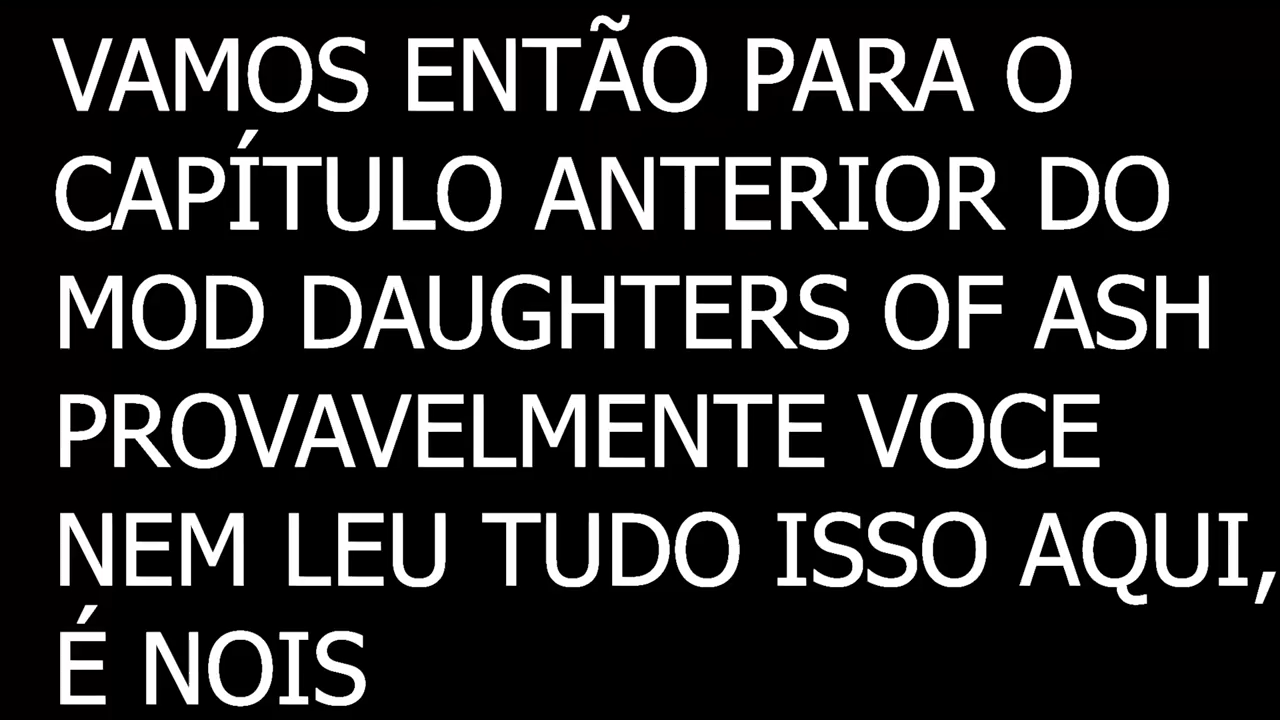 VAMOS ENTÃO PARA O
CAPÍTULO ANTERIOR DO
MOD DAUGHTERS OF ASH
PROVAVELMENTE VOCE
NEM LEU TUDO ISSO AQUI,
É NOIS